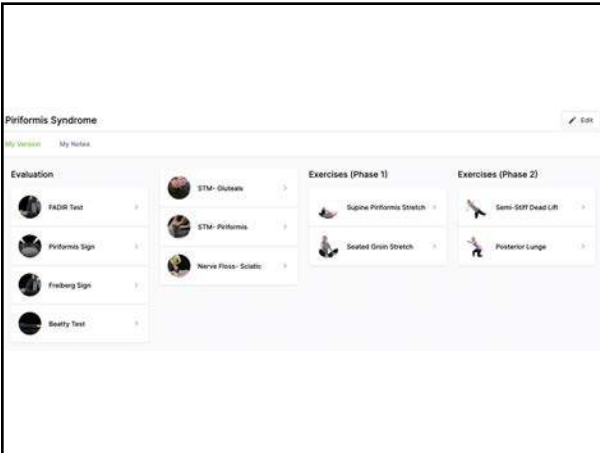 Piriformis Syndrome
Edit
My Version My Notes
Evaluation
FADIR Test
Piriformis Sign
Freiberg Sign
Beatty Test
STM- Gluteals
STM- Piriformis
Nerve Floss- Sciatic
Exercises (Phase 1)
Supine Piriformis Stretch
Seated Groin Stretch
Exercises (Phase 2)
Semi-Stiff Dead Lift
Posterior Lunge